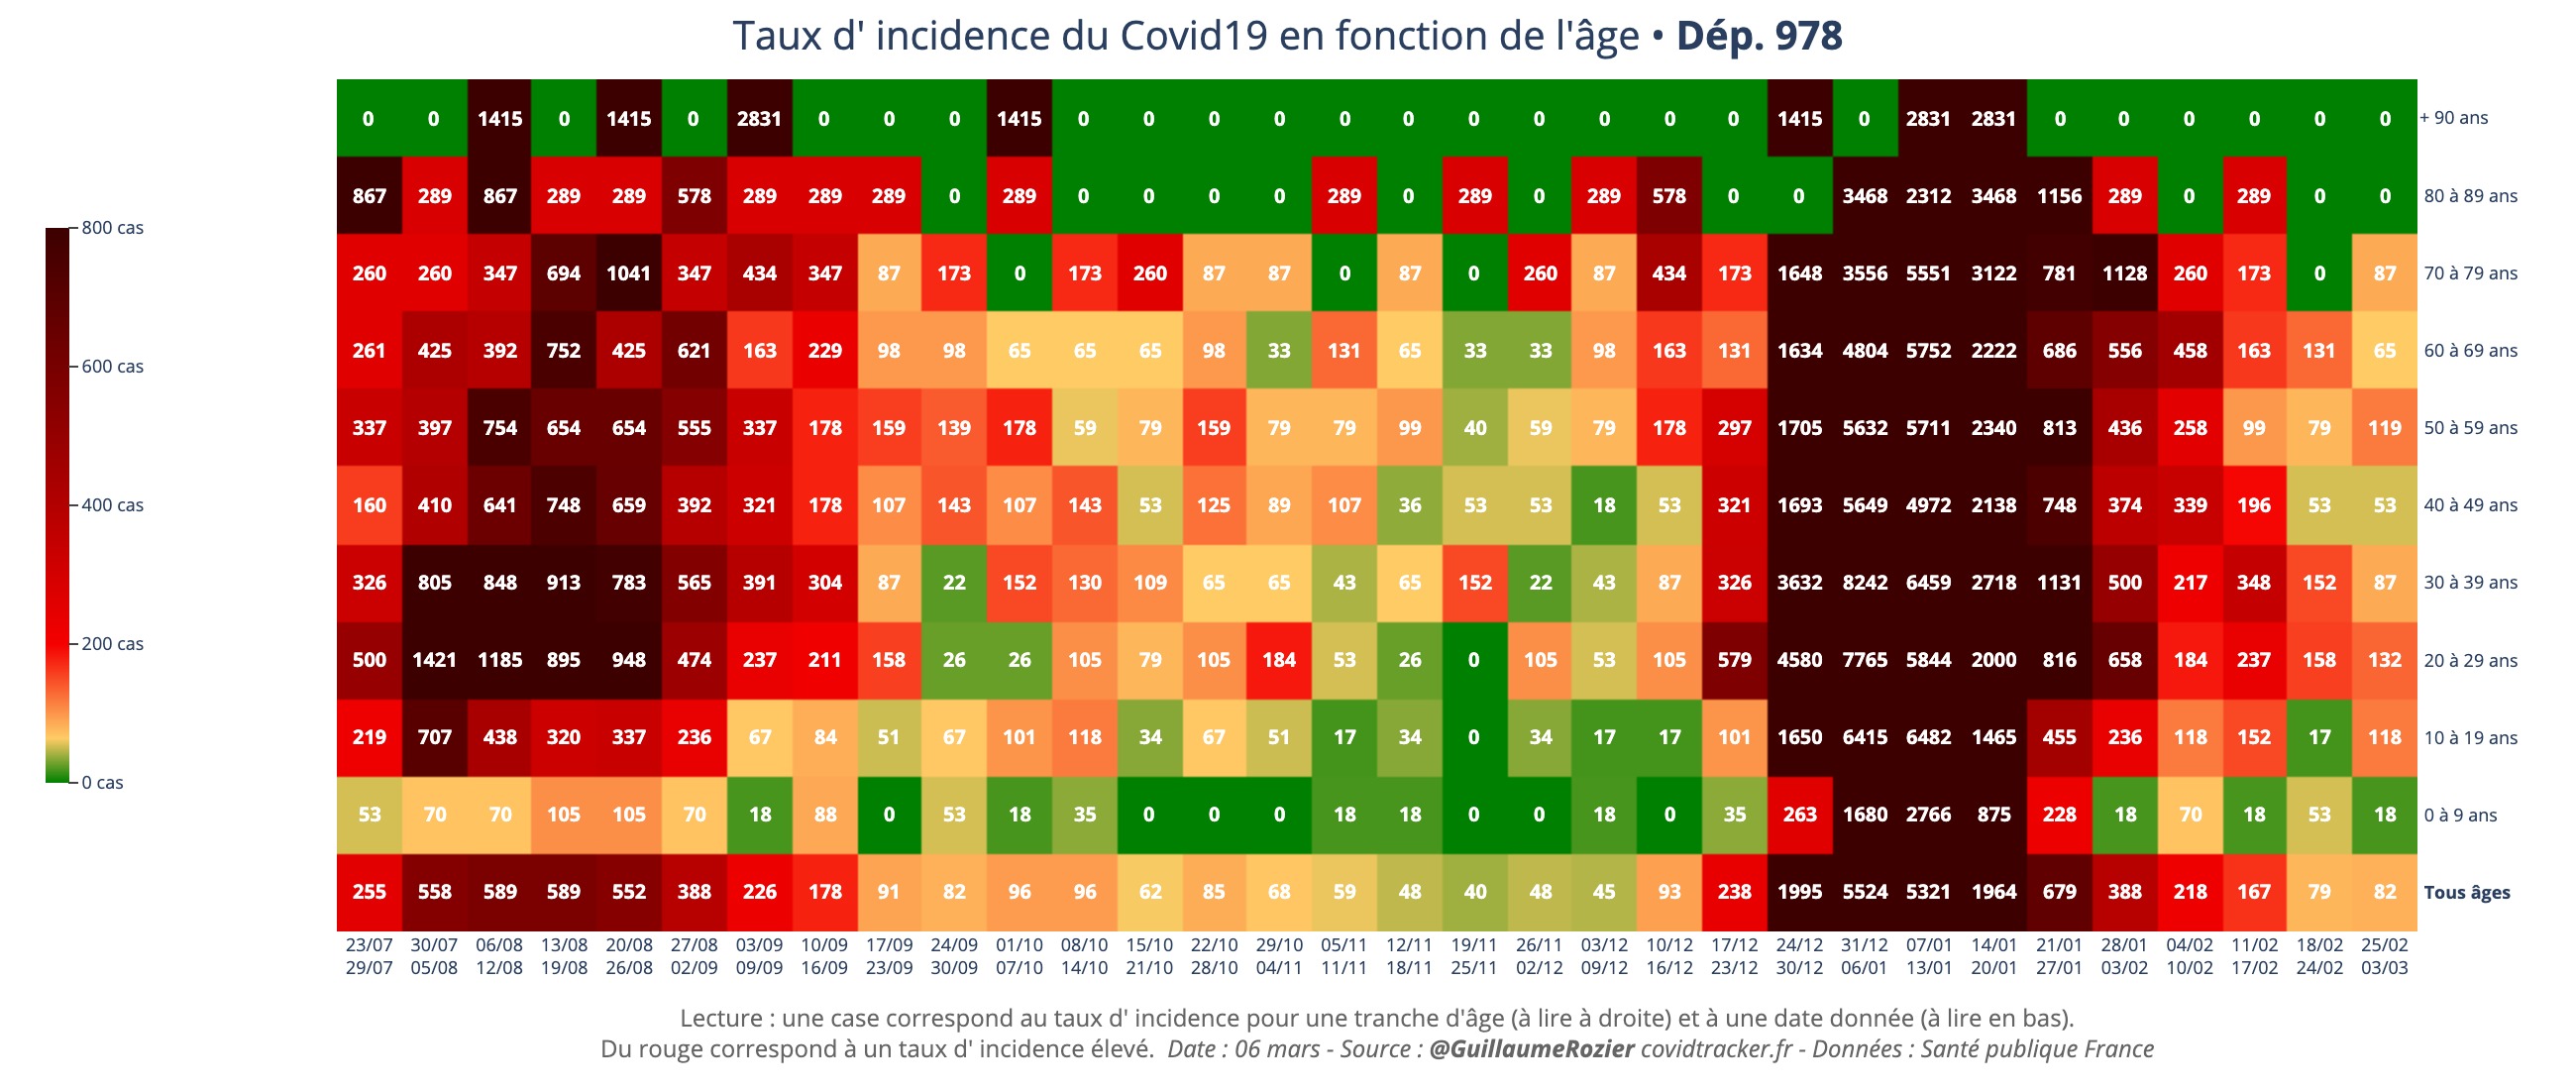 Taux d' incidence du Covid19 en fonction de l'âge • Dép. 978
0 0 1415 0 1415 0 2831 0 0 0 1415 0 0 0 0 0 0 0 0 0 0 0 1415 0 2831 2831 0 0 0 0 0 0 + 90 ans
867 289 867 289 289 578 289 289 289 0 289 0 0 0 0 289 0 289 0 289 578 0 0 3468 2312 3468 1156 289 0 289 0 0 80 à 89 ans
260 260 347 694 1041 347 434 347 87 173 0 173 260 87 87 0 87 0 260 87 434 173 1648 3556 5551 3122 781 1128 260 173 0 87 70 à 79 ans
261 425 392 752 425 621 163 229 98 98 65 65 65 98 33 131 65 33 33 98 163 131 1634 4804 5752 2222 686 556 458 163 131 65 60 à 69 ans
337 397 754 654 654 555 337 178 159 139 178 59 79 159 79 79 99 40 59 79 178 297 1705 5632 5711 2340 813 436 258 99 79 119 50 à 59 ans
160 410 641 748 659 392 321 178 107 143 107 143 53 125 89 107 36 53 53 18 53 321 1693 5649 4972 2138 748 374 339 196 53 53 40 à 49 ans
326 805 848 913 783 565 391 304 87 22 152 130 109 65 65 43 65 152 22 43 87 326 3632 8242 6459 2718 1131 500 217 348 152 87 30 à 39 ans
500 1421 1185 895 948 474 237 211 158 26 26 105 79 105 184 53 26 0 105 53 105 579 4580 7765 5844 2000 816 658 184 237 158 132 20 à 29 ans
219 707 438 320 337 236 67 84 51 67 101 118 34 67 51 17 34 0 34 17 17 101 1650 6415 6482 1465 455 236 118 152 17 118 10 à 19 ans
53 70 70 105 105 70 18 88 0 53 18 35 0 0 0 18 18 0 0 18 0 35 263 1680 2766 875 228 18 70 18 53 18 0 à 9 ans
255 558 589 589 552 388 226 178 91 82 96 96 62 85 68 59 48 40 48 45 93 238 1995 5524 5321 1964 679 388 218 167 79 82 Tous âges
23/07 30/07 06/08 13/08 20/08 27/08 03/09 10/09 17/09 24/09 01/10 08/10 15/10 22/10 29/10 05/11 12/11 19/11 26/11 03/12 10/12 17/12 24/12 31/12 07/01 14/01 21/01 28/01 04/02 11/02 18/02 25/02
29/07 05/08 12/08 19/08 26/08 02/09 09/09 16/09 23/09 30/09 07/10 14/10 21/10 28/10 04/11 11/11 18/11 25/11 02/12 09/12 16/12 23/12 30/12 06/01 13/01 20/01 27/01 03/02 10/02 17/02 24/02 03/03
800 cas
600 cas
400 cas
200 cas
0 cas
Lecture : une case correspond au taux d' incidence pour une tranche d'âge (à lire à droite) et à une date donnée (à lire en bas).
Du rouge correspond à un taux d' incidence élevé. Date : 06 mars - Source : @GuillaumeRozier covidtracker.fr - Données : Santé publique France